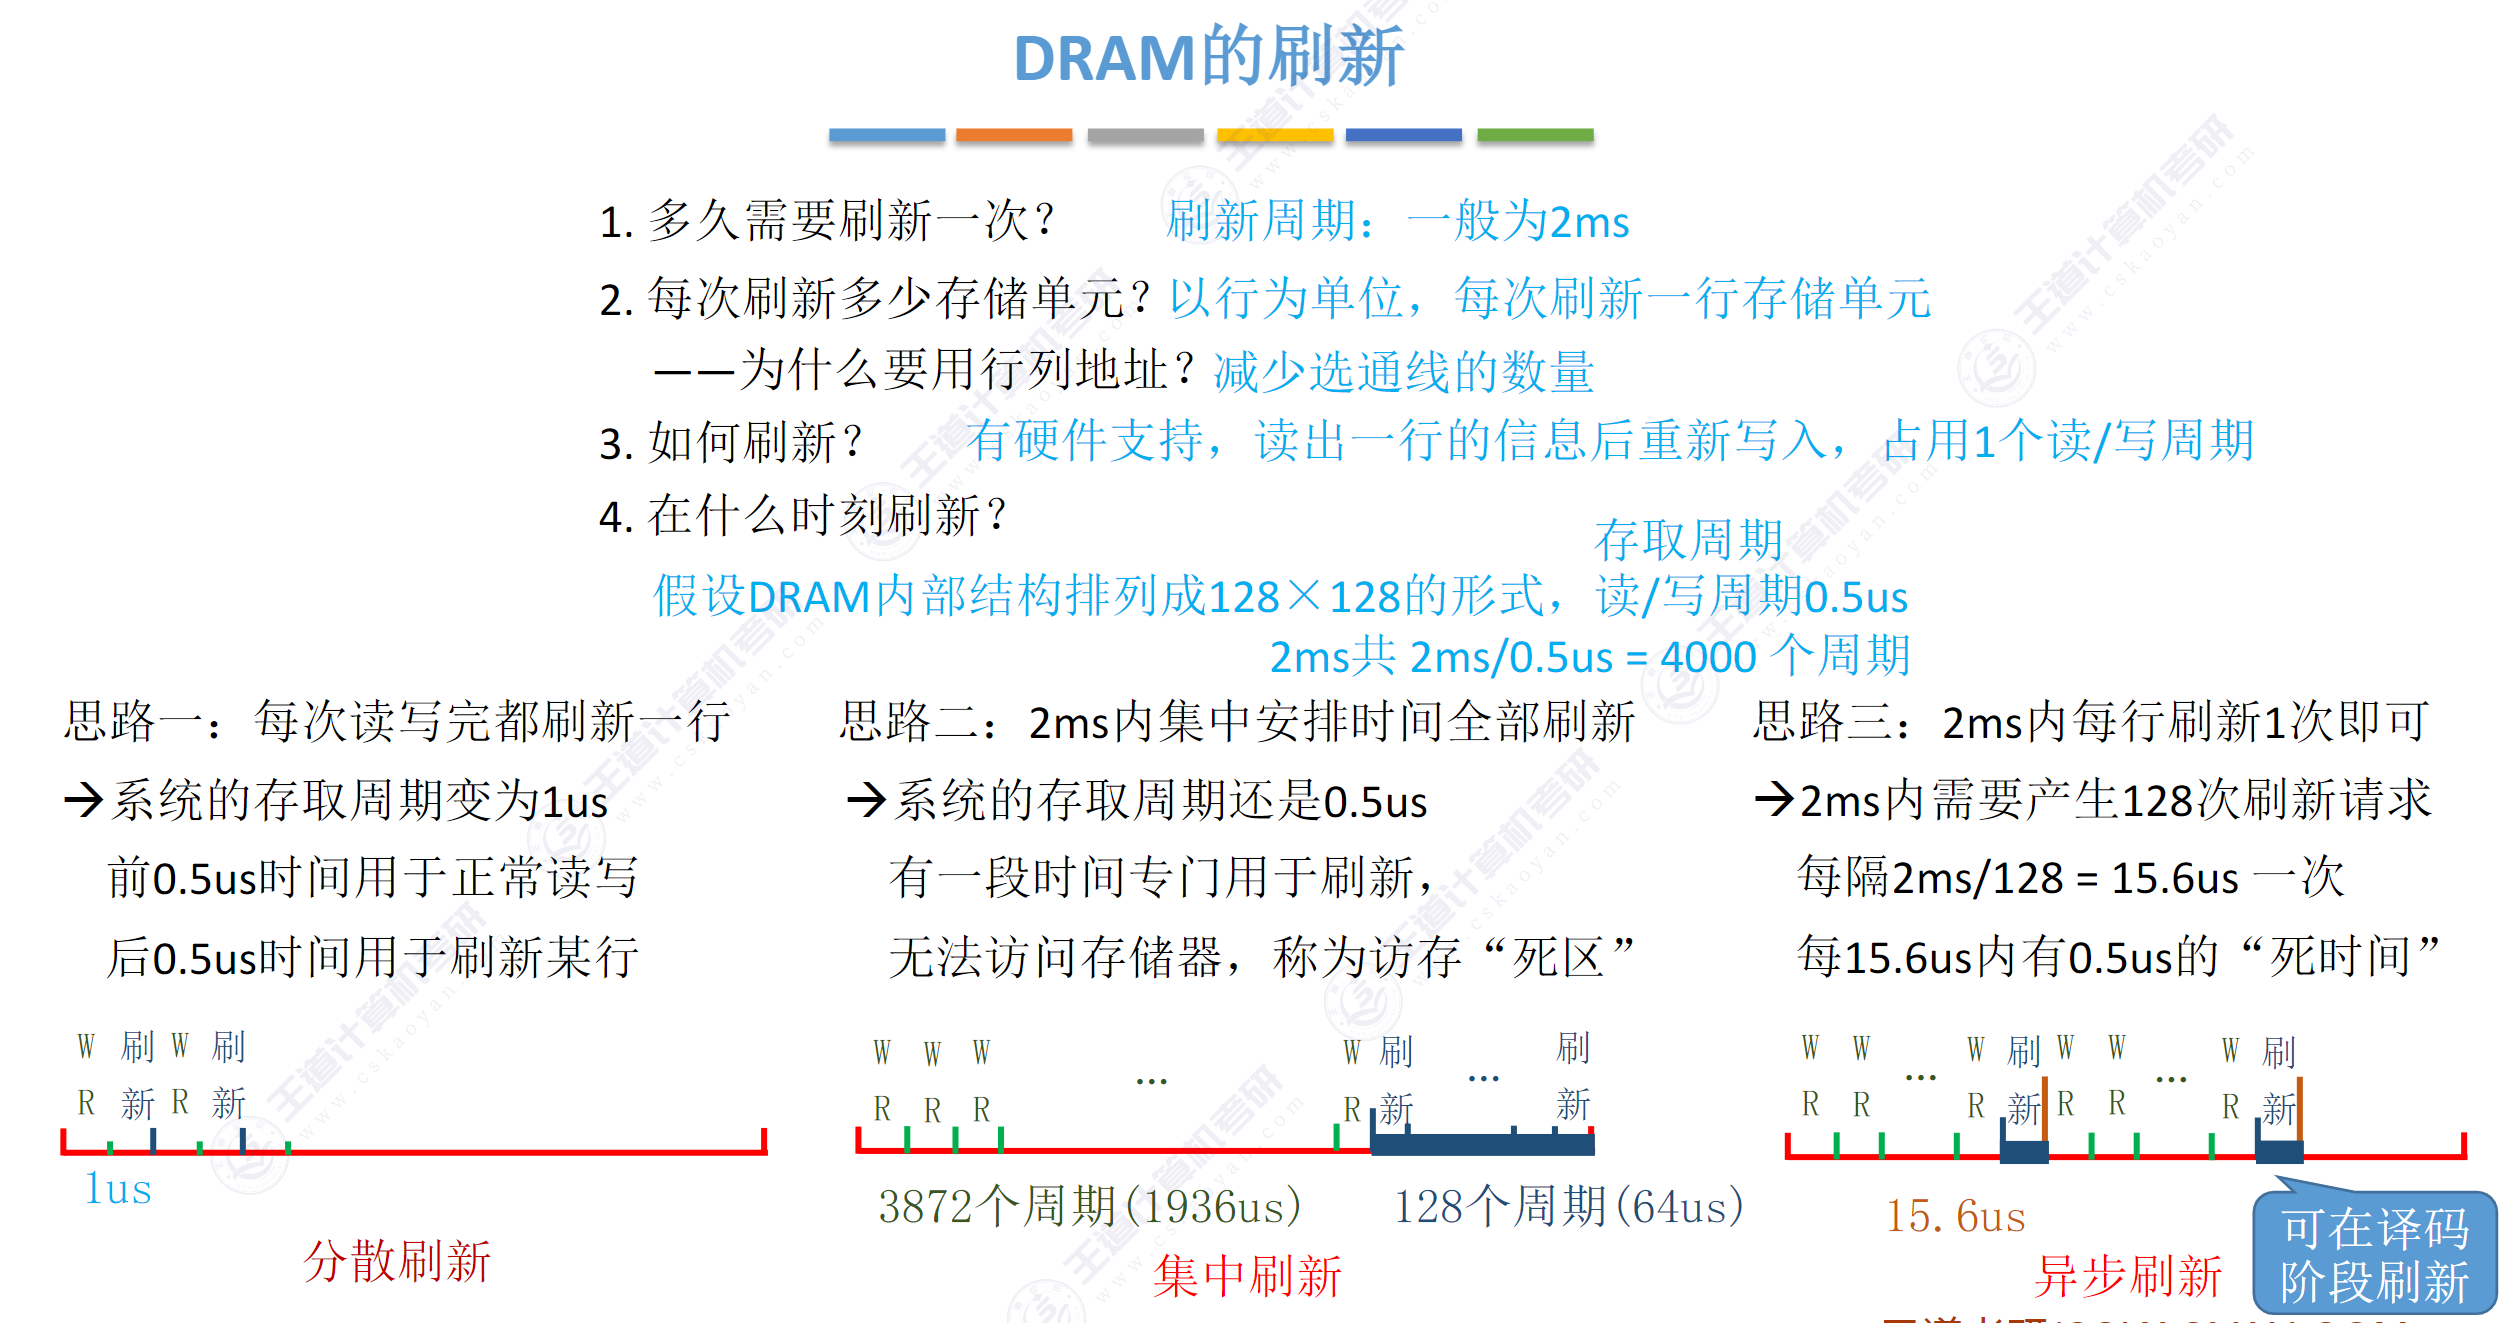 DRAM的刷新
1. 多久需要刷新一次？ 刷新周期：一般为2ms
2. 每次刷新多少存储单元？以行为单位，每次刷新一行存储单元
——为什么要用行列地址？减少选通线的数量
3. 如何刷新？ 有硬件支持，读出一行的信息后重新写入，占用1个读/写周期
4. 在什么时刻刷新？
存取周期
假设DRAM内部结构排列成128×128的形式，读/写周期0.5us
2ms共 2ms/0.5us = 4000 个周期
思路一：每次读写完都刷新一行
→系统的存取周期变为1us
前0.5us时间用于正常读写
后0.5us时间用于刷新某行
W R 刷新 W R 刷新
1us
分散刷新
思路二：2ms内集中安排时间全部刷新
→系统的存取周期还是0.5us
有一段时间专门用于刷新，
无法访问存储器，称为访存“死区”
W R W R W R ... W R 刷新 ... 刷新
3872个周期(1936us) 128个周期(64us)
集中刷新
思路三：2ms内每行刷新1次即可
→2ms内需要产生128次刷新请求
每隔2ms/128 = 15.6us 一次
每15.6us内有0.5us的“死时间”
W R W R ... W R 刷新 W R W R ... W R 刷新
15.6us
异步刷新
可在译码
阶段刷新
王道计算机考研
www.cskaoyan.com